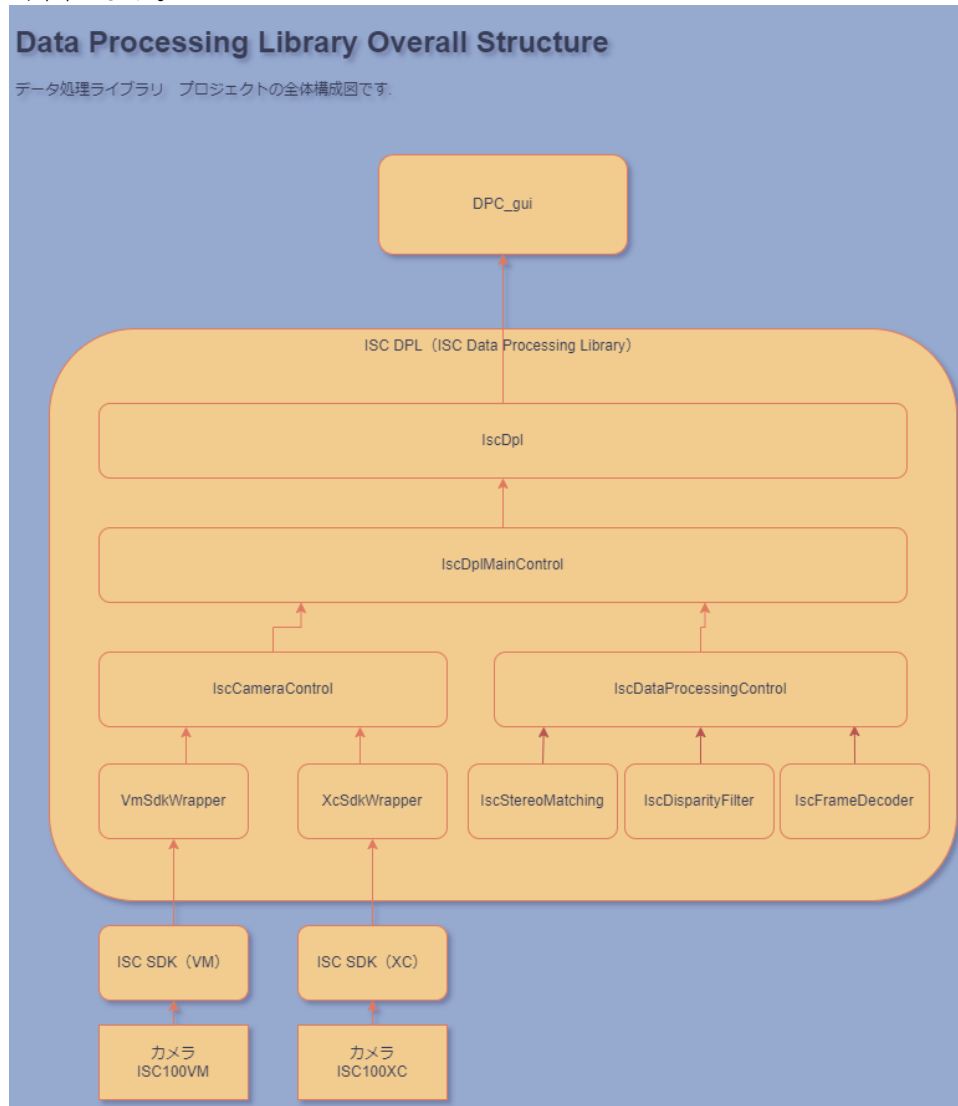 Data Processing Library Overall Structure
データ処理ライブラリ プロジェクトの全体構成図です.
DPC_gui
ISC DPL（ISC Data Processing Library）
IscDpl
IscDplMainControl
IscCameraControl
IscDataProcessingControl
VmSdkWrapper
XcSdkWrapper
IscStereoMatching
IscDisparityFilter
IscFrameDecoder
ISC SDK（VM）
ISC SDK（XC）
カメラ
ISC100VM
カメラ
ISC100XC